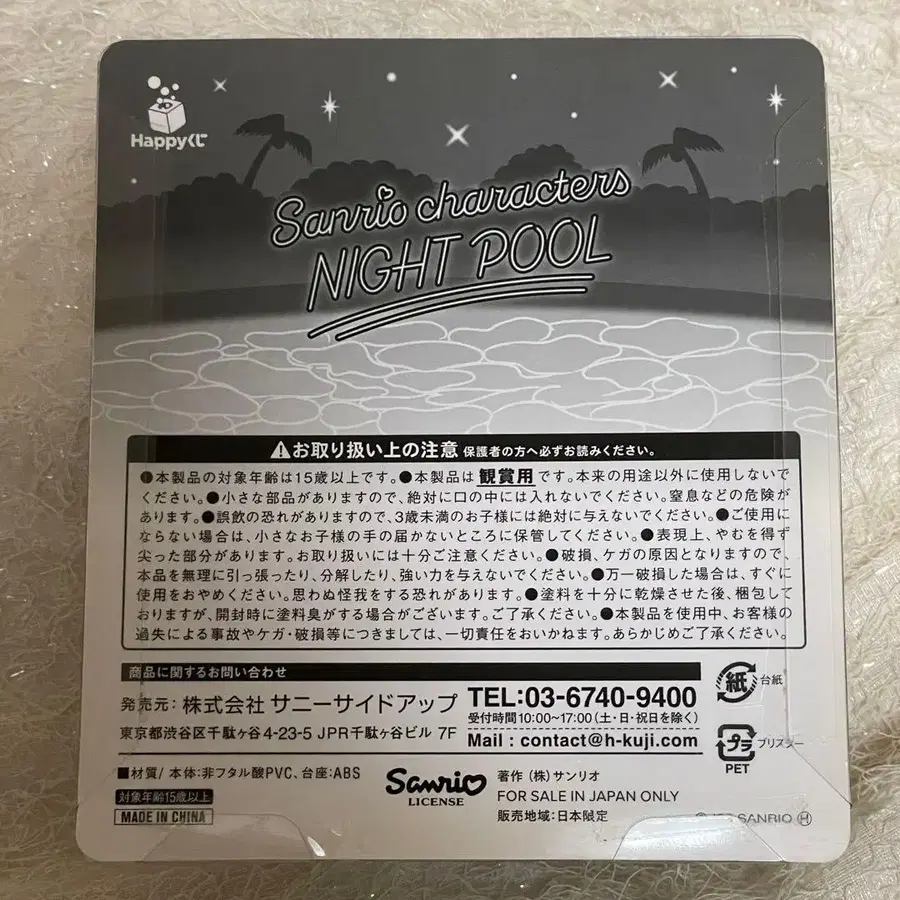 Happyくじ
Sanrio characters
NIGHT POOL
お取り扱い上の注意 保護者の方へ必ずお読みください。
●本製品の対象年齢は15歳以上です。●本製品は 観賞用 です。本来の用途以外に使用しないで
ください。●小さな部品がありますので、絶対に口の中には入れないでください。窒息などの危険が
あります。●誤飲の恐れがありますので、3歳未満のお子様には絶対に与えないでください。●ご使用に
ならない場合は、小さなお子様の手の届かないところに保管してください。●表現上、やむを得ず
尖った部分があります。お取り扱いには十分ご注意ください。●破損、ケガの原因となりますので、
本品を無理に引っ張ったり、分解したり、強い力を与えないでください。●万一破損した場合は、すぐに
使用をおやめください。思わぬ怪我をする恐れがあります。●塗料を十分に乾燥させた後、梱包して
おりますが、開封時に塗料臭がする場合がございます。ご了承ください。●本製品を使用中、お客様の
過失による事故やケガ・破損等につきましては、一切責任をおいかねます。あらかじめご了承ください。
商品に関するお問い合わせ
発売元: 株式会社 サニーサイドアップ
東京都渋谷区千駄ヶ谷4-23-5 JPR千駄ヶ谷ビル 7F
TEL:03-6740-9400
受付時間10:00~17:00(土・日・祝日を除く)
Mail : contact@h-kuji.com
紙 台紙
プラ ブリスター
PET
■材質/ 本体:非フタル酸PVC、台座:ABS
対象年齢15歳以上
MADE IN CHINA
Sanrio
LICENSE
著作 (株)サンリオ
FOR SALE IN JAPAN ONLY
販売地域:日本限定
SANRIO Ⓗ